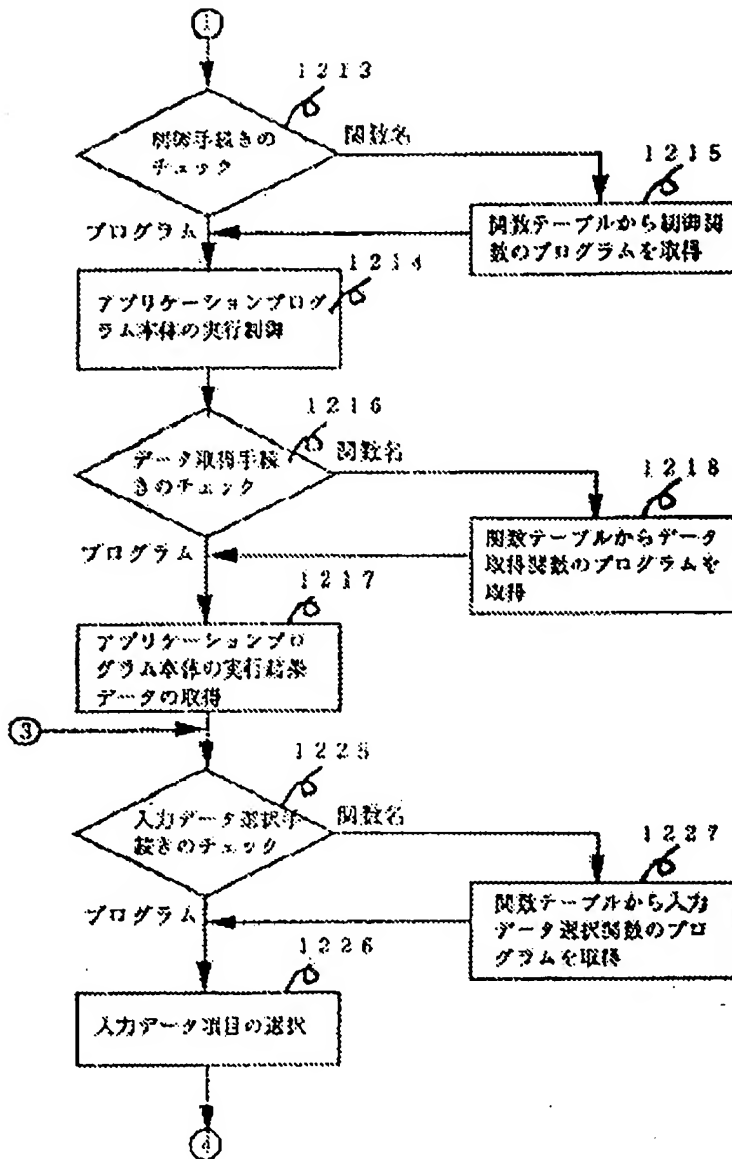 1
1213
制御手続きの
チェック
関数名
1215
関数テーブルから制御関
数のプログラムを取得
プログラム
1214
アプリケーションプログ
ラム本体の実行制御
1216
データ取得手続
きのチェック
関数名
1218
関数テーブルからデータ
取得関数のプログラムを
取得
プログラム
1217
アプリケーションプロ
グラム本体の実行結果
データの取得
3
1225
入力データ選択手
続きのチェック
関数名
1227
関数テーブルから入力
データ選択関数のプロ
グラムを取得
プログラム
1226
入力データ項目の選択
4